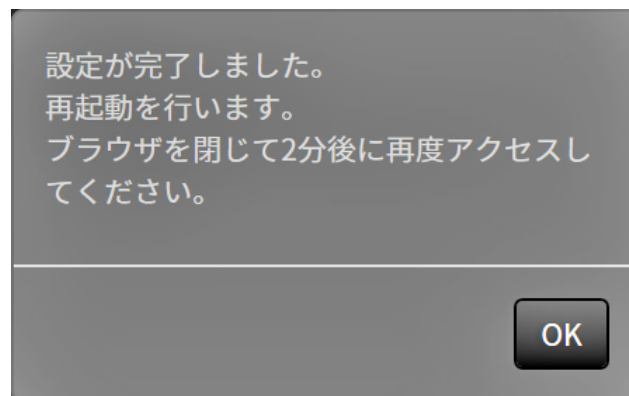 設定が完了しました。
再起動を行います。
ブラウザを閉じて2分後に再度アクセスし
てください。
OK